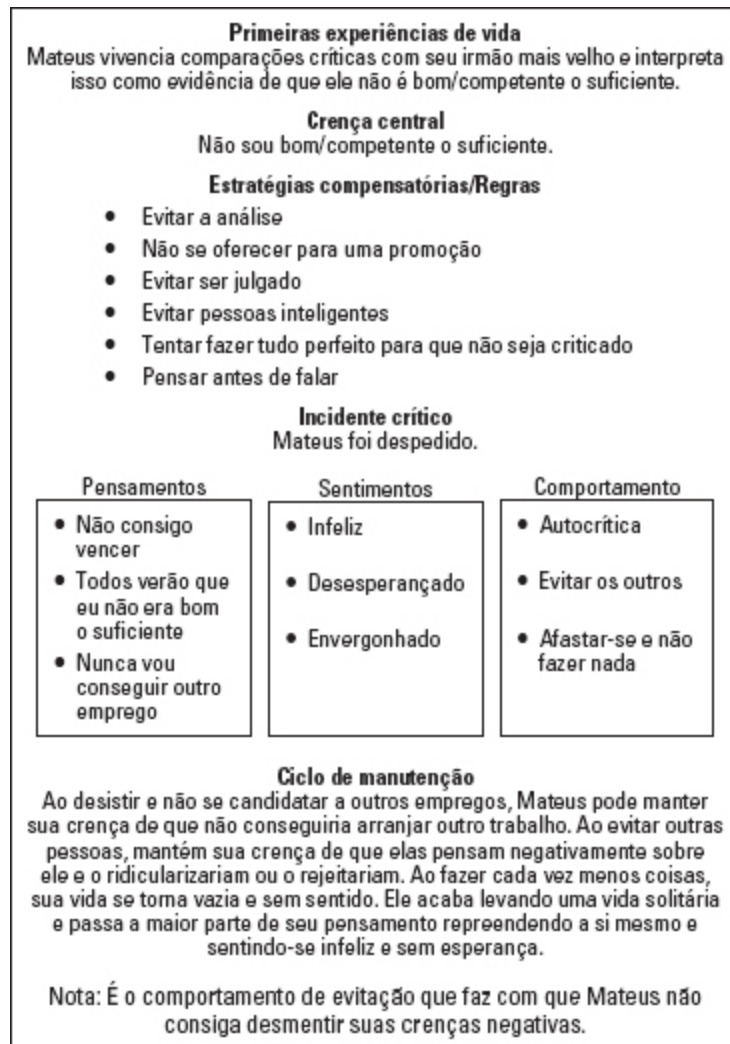 Primeiras experiências de vida
Mateus vivencia comparações críticas com seu irmão mais velho e interpreta
isso como evidência de que ele não é bom/competente o suficiente.
Crença central
Não sou bom/competente o suficiente.
Estratégias compensatórias/Regras
• Evitar a análise
• Não se oferecer para uma promoção
• Evitar ser julgado
• Evitar pessoas inteligentes
• Tentar fazer tudo perfeito para que não seja criticado
• Pensar antes de falar
Incidente crítico
Mateus foi despedido.
Pensamentos
• Não consigo
vencer
• Todos verão que
eu não era bom
o suficiente
• Nunca vou
conseguir outro
emprego
Sentimentos
• Infeliz
• Desesperançado
• Envergonhado
Comportamento
• Autocrítica
• Evitar os outros
• Afastar-se e não
fazer nada
Ciclo de manutenção
Ao desistir e não se candidatar a outros empregos, Mateus pode manter
sua crença de que não conseguiria arranjar outro trabalho. Ao evitar outras
pessoas, mantém sua crença de que elas pensam negativamente sobre
ele e o ridicularizariam ou o rejeitariam. Ao fazer cada vez menos coisas,
sua vida se torna vazia e sem sentido. Ele acaba levando uma vida solitária
e passa a maior parte de seu pensamento repreendendo a si mesmo e
sentindo-se infeliz e sem esperança.
Nota: É o comportamento de evitação que faz com que Mateus não
consiga desmentir suas crenças negativas.